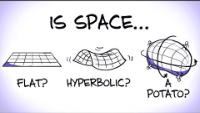 IS SPACE...
FLAT?
HYPERBOLIC?
A
POTATO?